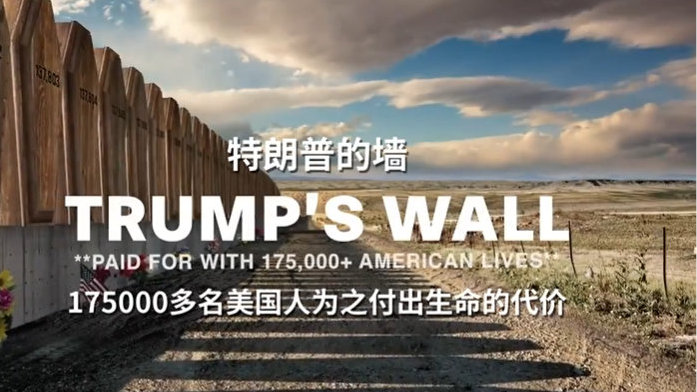 137,803
137,804
特朗普的墙
TRUMP'S WALL
**PAID FOR WITH 175,000+ AMERICAN LIVES**
175000多名美国人为之付出生命的代价